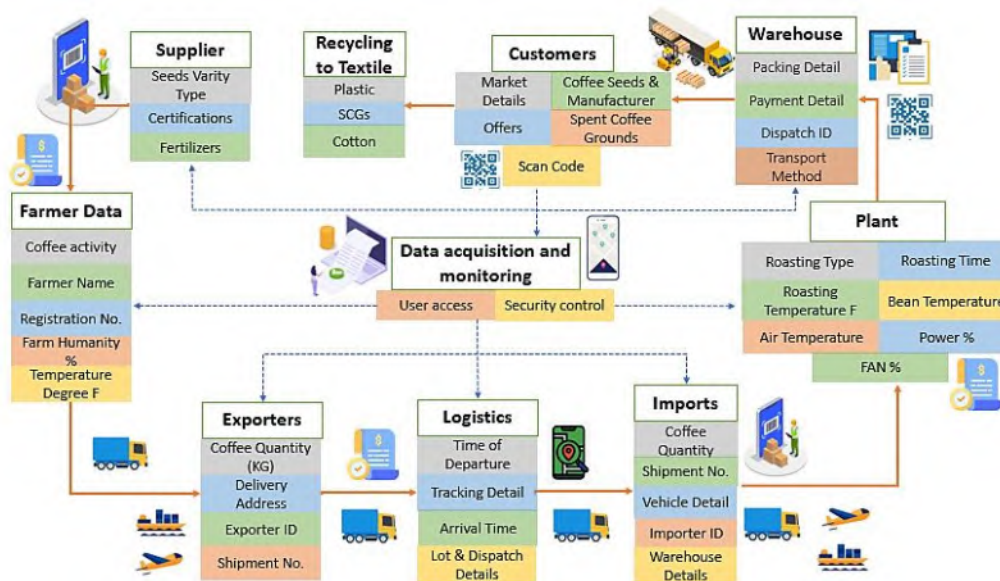 Supplier
Seeds Varity
Type
Certifications
Fertilizers
Recycling
to Textile
Plastic
SCGs
Cotton
Customers
Market
Details
Coffee Seeds &
Manufacturer
Offers
Spent Coffee
Grounds
Scan Code
Warehouse
Packing Detail
Payment Detail
Dispatch ID
Transport
Method
Farmer Data
Coffee activity
Farmer Name
Registration No.
Farm Humanity
%
Temperature
Degree F
Data acquisition and
monitoring
User access
Security control
Plant
Roasting Type
Roasting Time
Roasting
Temperature F
Bean Temperature
Air Temperature
Power %
FAN %
Exporters
Coffee Quantity
(KG)
Delivery
Address
Exporter ID
Shipment No.
Logistics
Time of
Departure
Tracking Detail
Arrival Time
Lot & Dispatch
Details
Imports
Coffee
Quantity
Shipment No.
Vehicle Detail
Importer ID
Warehouse
Details